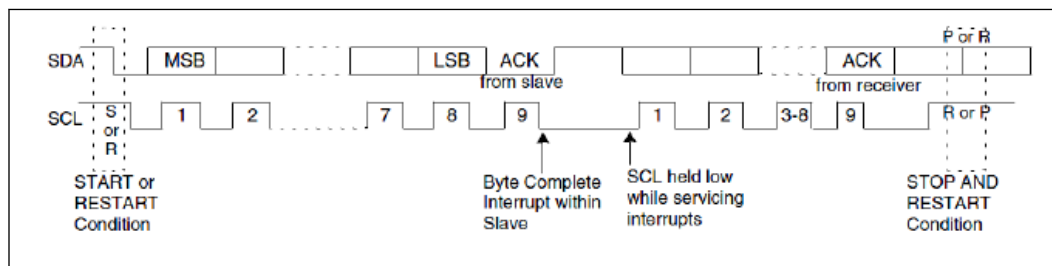 P or R
SDA MSB LSB ACK ACK
from slave from receiver
SCL S or R 1 2 7 8 9 1 2 3-8 9 R or P
START or
RESTART
Condition
Byte Complete
Interrupt within
Slave
SCL held low
while servicing
interrupts
STOP AND
RESTART
Condition